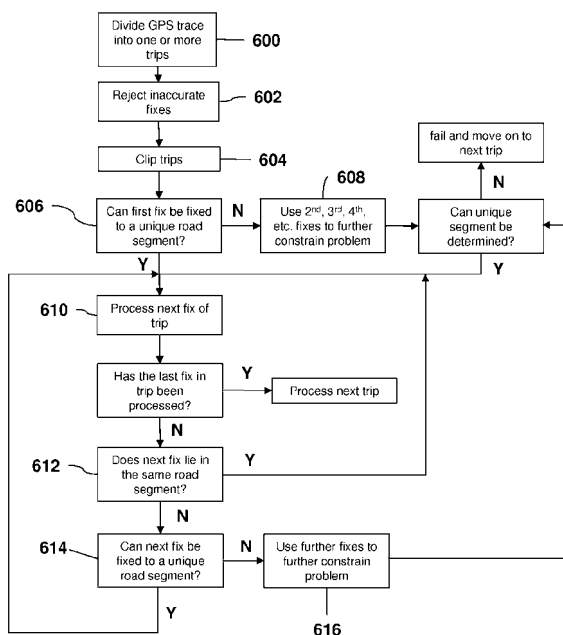 Divide GPS trace
into one or more
trips
600
Reject inaccurate
fixes
602
Clip trips
604
fail and move on to
next trip
608
N
606
Can first fix be fixed
to a unique road
segment?
N
Use 2nd, 3rd, 4th,
etc. fixes to further
constrain problem
Can unique
segment be
determined?
Y
Y
610
Process next fix of
trip
Has the last fix in
trip been
processed?
Y
Process next trip
N
612
Does next fix lie in
the same road
segment?
Y
N
614
Can next fix be
fixed to a unique
road segment?
N
Use further fixes to
further constrain
problem
Y
616